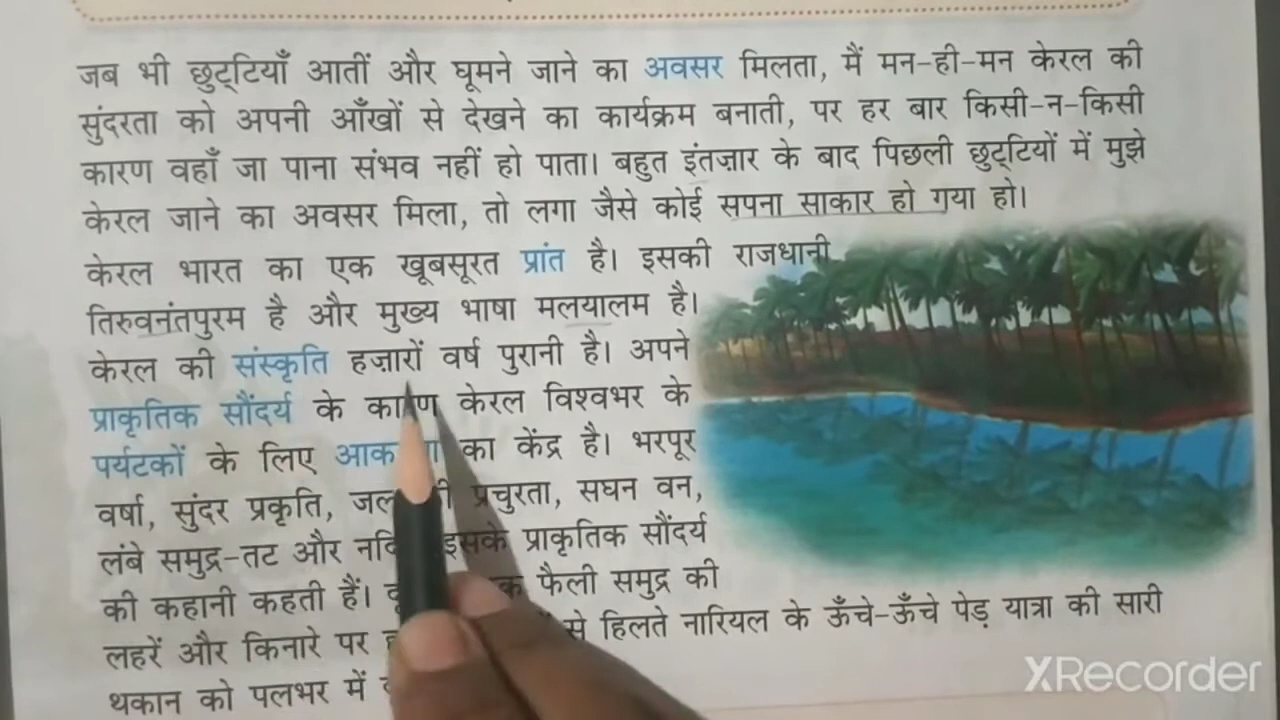 जब भी छुट्टियाँ आतीं और घूमने जाने का अवसर मिलता, मैं मन-ही-मन केरल की
सुंदरता को अपनी आँखों से देखने का कार्यक्रम बनाती, पर हर बार किसी-न-किसी
कारण वहाँ जा पाना संभव नहीं हो पाता। बहुत इंतज़ार के बाद पिछली छुट्टियों में मुझे
केरल जाने का अवसर मिला, तो लगा जैसे कोई सपना साकार हो गया हो।
केरल भारत का एक खूबसूरत प्रांत है। इसकी राजधानी
तिरुवनंतपुरम है और मुख्य भाषा मलयालम है।
केरल की संस्कृति हज़ारों वर्ष पुरानी है। अपने
प्राकृतिक सौंदर्य के कारण केरल विश्वभर के
पर्यटकों के लिए का केंद्र है। भरपूर
वर्षा, सुंदर प्रकृति, प्रचुरता, सघन वन,
लंबे समुद्र-तट और इसके प्राकृतिक सौंदर्य
की कहानी कहती हैं। फैली समुद्र की
लहरें और किनारे पर से हिलते नारियल के ऊँचे-ऊँचे पेड़ यात्रा की सारी
थकान को पलभर में
XRecorder